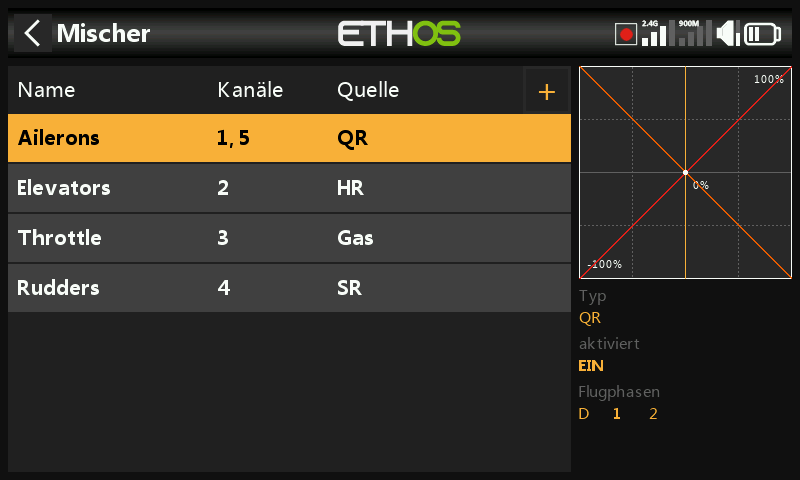 Mischer
ETHOS
2.4G 900M
Name Kanäle Quelle +
Ailerons 1, 5 QR
Elevators 2 HR
Throttle 3 Gas
Rudders 4 SR
100%
0%
-100%
Typ
QR
aktiviert
EIN
Flugphasen
D 1 2